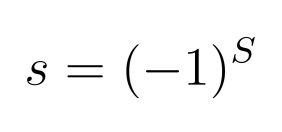 s = (−1)^S